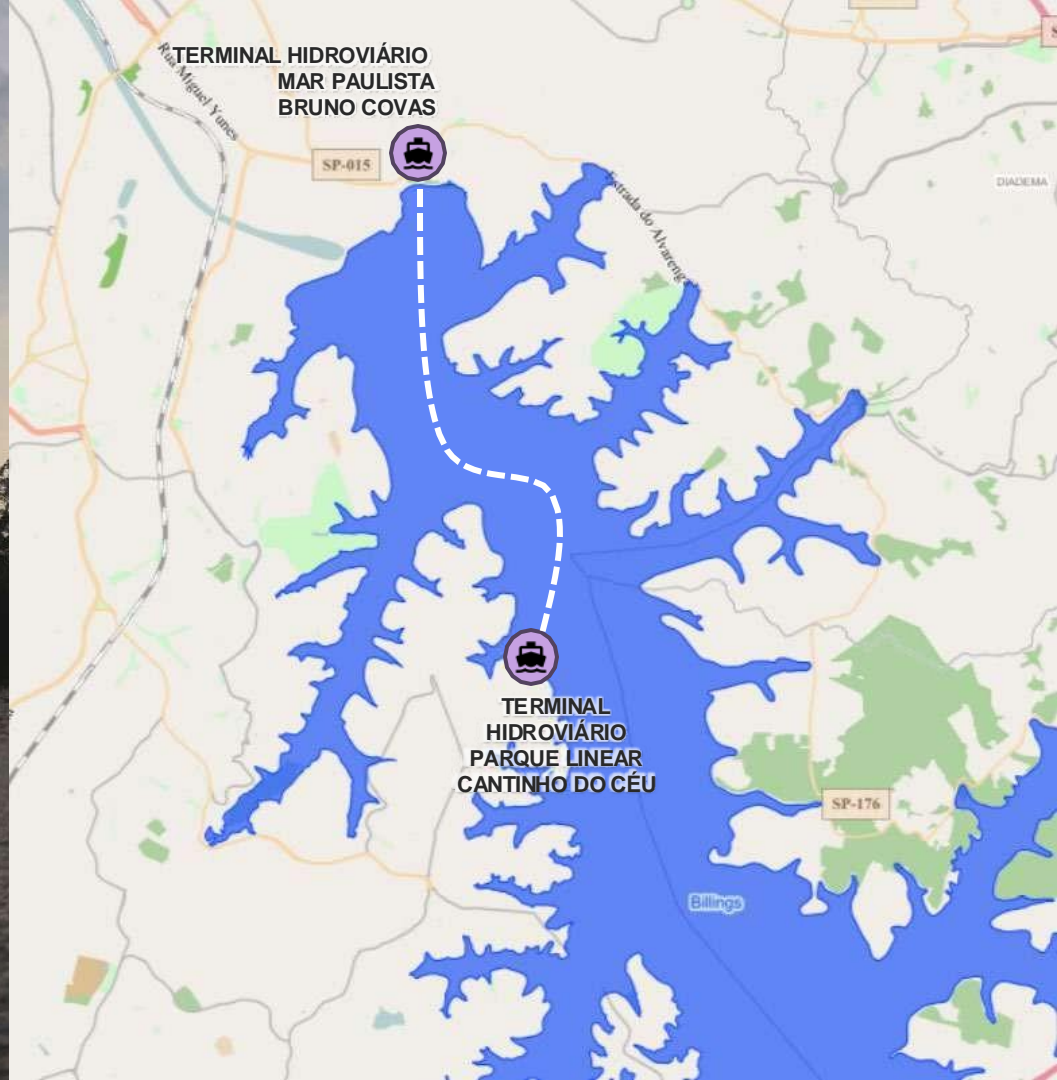 TERMINAL HIDROVIÁRIO
MAR PAULISTA
BRUNO COVAS
Rua Miguel Yunes
SP-015
Estrada do Alvarenga
DIADEMA
TERMINAL
HIDROVIÁRIO
PARQUE LINEAR
CANTINHO DO CÉU
SP-176
Billings